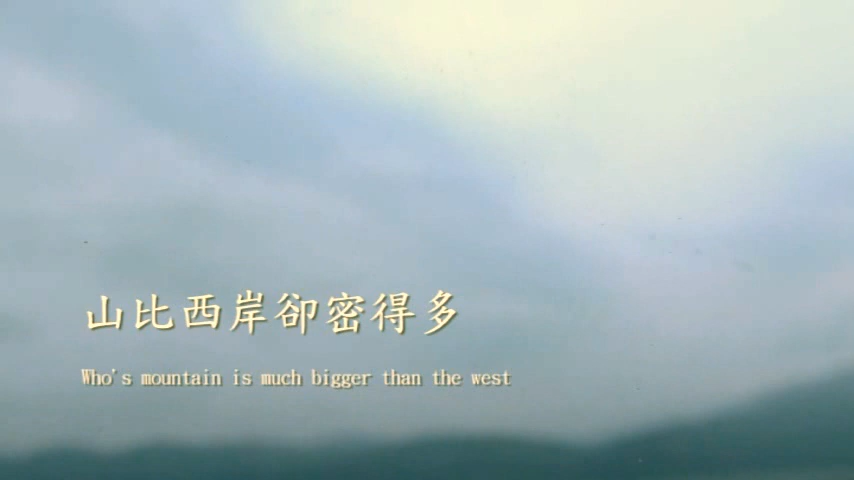 山比西岸卻密得多
Who's mountain is much bigger than the west